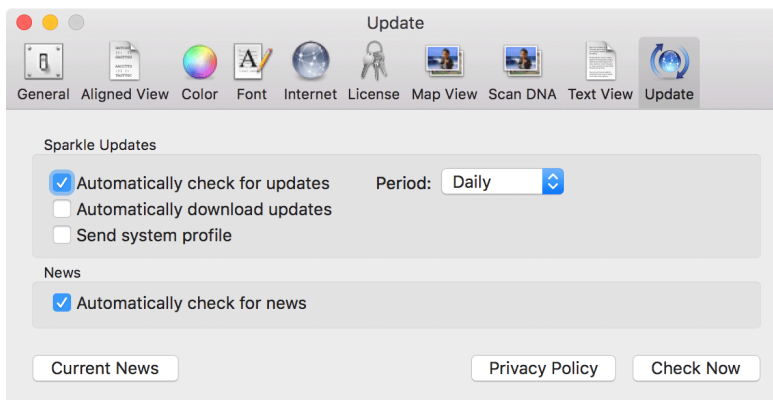 Update
General Aligned View Color Font Internet License Map View Scan DNA Text View Update
Sparkle Updates
Automatically check for updates Period: Daily
Automatically download updates
Send system profile
News
Automatically check for news
Current News Privacy Policy Check Now